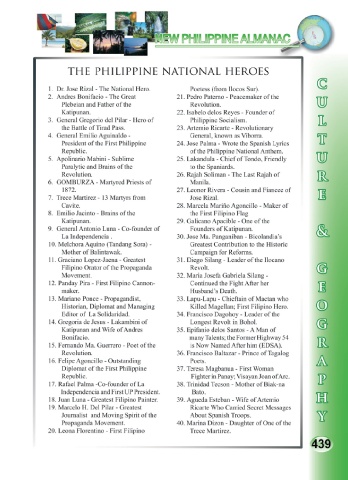 NEW PHILIPPINE ALMANAC
THE PHILIPPINE NATIONAL HEROES
1. Dr. Jose Rizal - The National Hero.
2. Andres Bonifacio - The Great
Plebeian and Father of the
Katipunan.
3. General Gregorio del Pilar - Hero of
the Battle of Tirad Pass.
4. General Emilio Aguinaldo -
President of the First Philippine
Republic.
5. Apolinario Mabini - Sublime
Paralytic and Brains of the
Revolution.
6. GOMBURZA - Martyred Priests of
1872.
7. Trece Martirez - 13 Martyrs from
Cavite.
8. Emilio Jacinto - Brains of the
Katipunan.
9. General Antonio Luna - Co-founder of
La Independencia .
10. Melchora Aquino (Tandang Sora) -
Mother of Balintawak.
11. Graciano Lopez-Jaena - Greatest
Filipino Orator of the Propaganda
Movement.
12. Panday Pira - First Filipino Cannon-
maker.
13. Mariano Ponce - Propagandist,
Historian, Diplomat and Managing
Editor of La Solidaridad.
14. Gregoria de Jesus - Lakambini of
Katipunan and Wife of Andres
Bonifacio.
15. Fernando Ma. Guerrero - Poet of the
Revolution.
16. Felipe Agoncillo - Outstanding
Diplomat of the First Philippine
Republic.
17. Rafael Palma -Co-founder of La
Independencia and First UP President.
18. Juan Luna - Greatest Filipino Painter.
19. Marcelo H. Del Pilar - Greatest
Journalist and Moving Spirit of the
Propaganda Movement.
20. Leona Florentino - First Filipino
Poetess (from Ilocos Sur).
21. Pedro Paterno - Peacemaker of the
Revolution.
22. Isabelo delos Reyes - Founder of
Philippine Socialism.
23. Artemio Ricarte - Revolutionary
General, known as Vibora.
24. Jose Palma - Wrote the Spanish Lyrics
of the Philippine National Anthem.
25. Lakandula - Chief of Tondo, Friendly
to the Spaniards.
26. Rajah Soliman - The Last Rajah of
Manila.
27. Leonor Rivera - Cousin and Fiancee of
Jose Rizal.
28. Marcela Mariño Agoncillo - Maker of
the First Filipino Flag
29. Galicano Apacible - One of the
Founders of Katipunan.
30. Jose Ma. Panganiban - Bicolandia's
Greatest Contribution to the Historic
Campaign for Reforms.
31. Diego Silang - Leader of the Ilocano
Revolt.
32. Maria Josefa Gabriela Silang -
Continued the Fight After her
Husband's Death.
33. Lapu-Lapu - Chieftain of Mactan who
Killed Magellan; First Filipino Hero.
34. Francisco Dagohoy - Leader of the
Longest Revolt in Bohol.
35. Epifanio delos Santos - A Man of
many Talents; the Former Highway 54
is Now Named After him (EDSA).
36. Francisco Baltazar - Prince of Tagalog
Poets.
37. Teresa Magbanua - First Woman
Fighter in Panay; Visayan Joan of Arc.
38. Trinidad Tecson - Mother of Biak-na
Bato.
39. Agueda Esteban - Wife of Artemio
Ricarte Who Carried Secret Messages
About Spanish Troops.
40. Marina Dizon - Daughter of One of the
Trece Martirez.
CULTURE & GEOGRAPHY
439